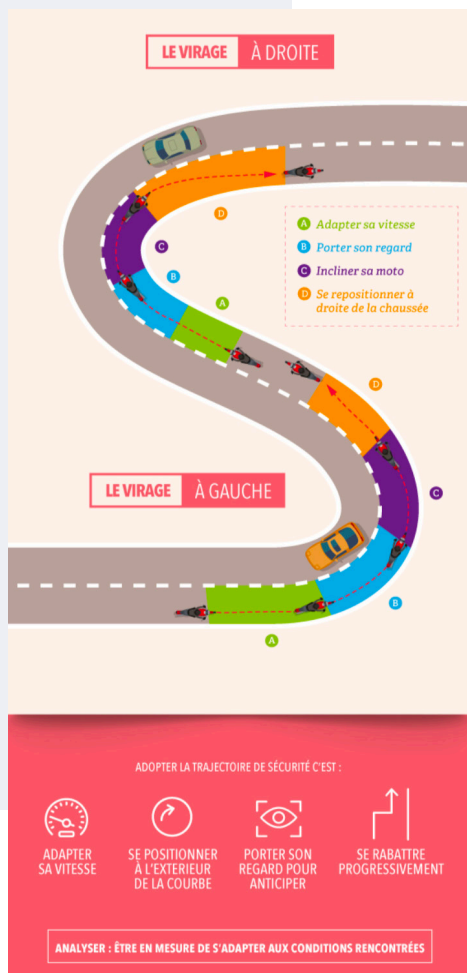 LE VIRAGE À DROITE
D
A Adapter sa vitesse
B Porter son regard
C Incliner sa moto
D Se repositionner à
droite de la chaussée
C
B
A
D
LE VIRAGE À GAUCHE
C
B
A
ADOPTER LA TRAJECTOIRE DE SÉCURITÉ C'EST :
ADAPTER
SA VITESSE
SE POSITIONNER
À L'EXTERIEUR
DE LA COURBE
PORTER SON
REGARD POUR
ANTICIPER
SE RABATTRE
PROGRESSIVEMENT
ANALYSER : ÊTRE EN MESURE DE S'ADAPTER AUX CONDITIONS RENCONTRÉES